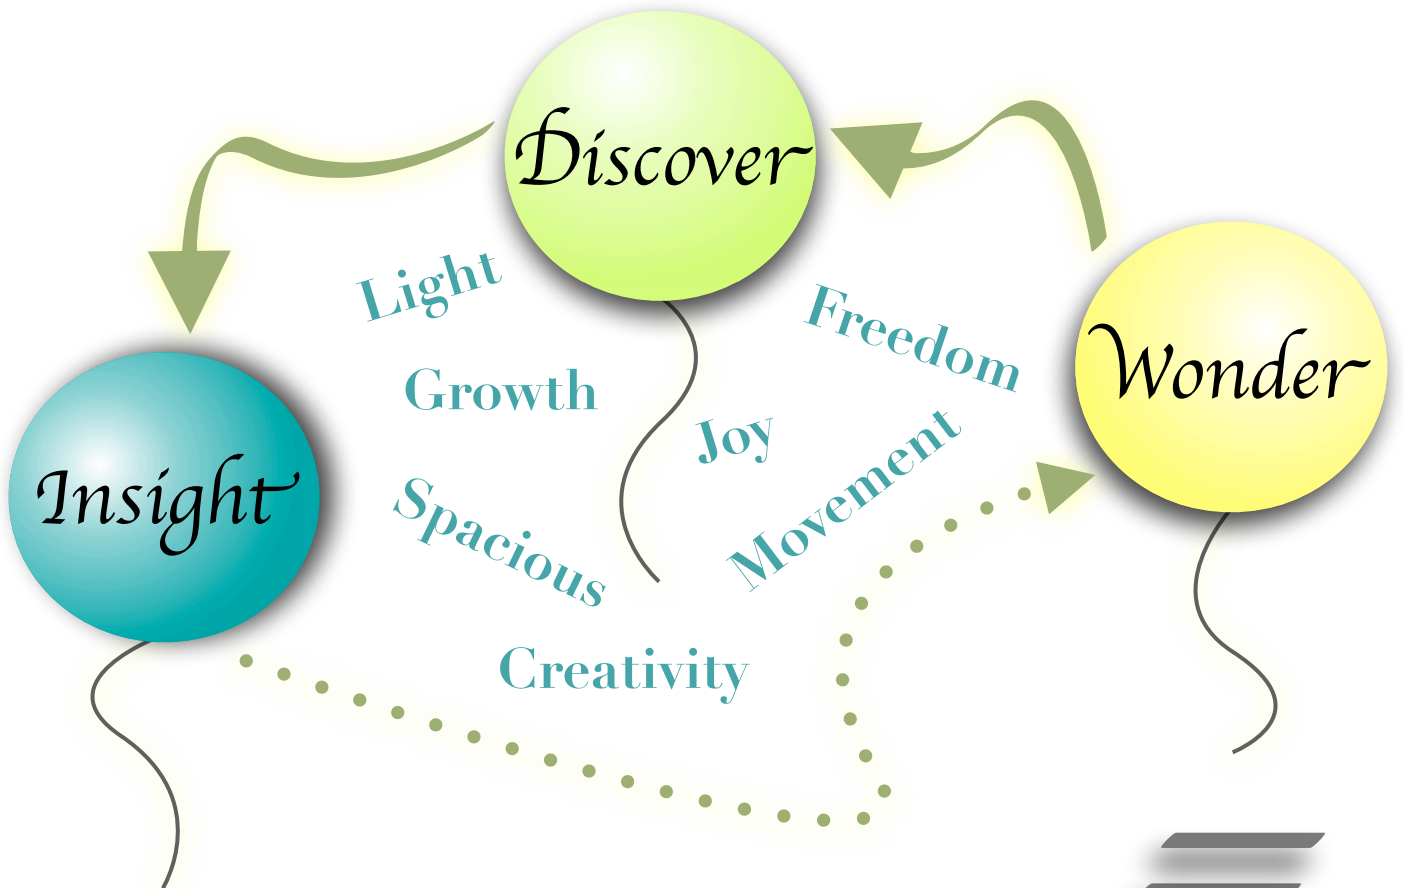 Discover
Wonder
Insight
Light
Freedom
Growth
Joy
Movement
Spacious
Creativity